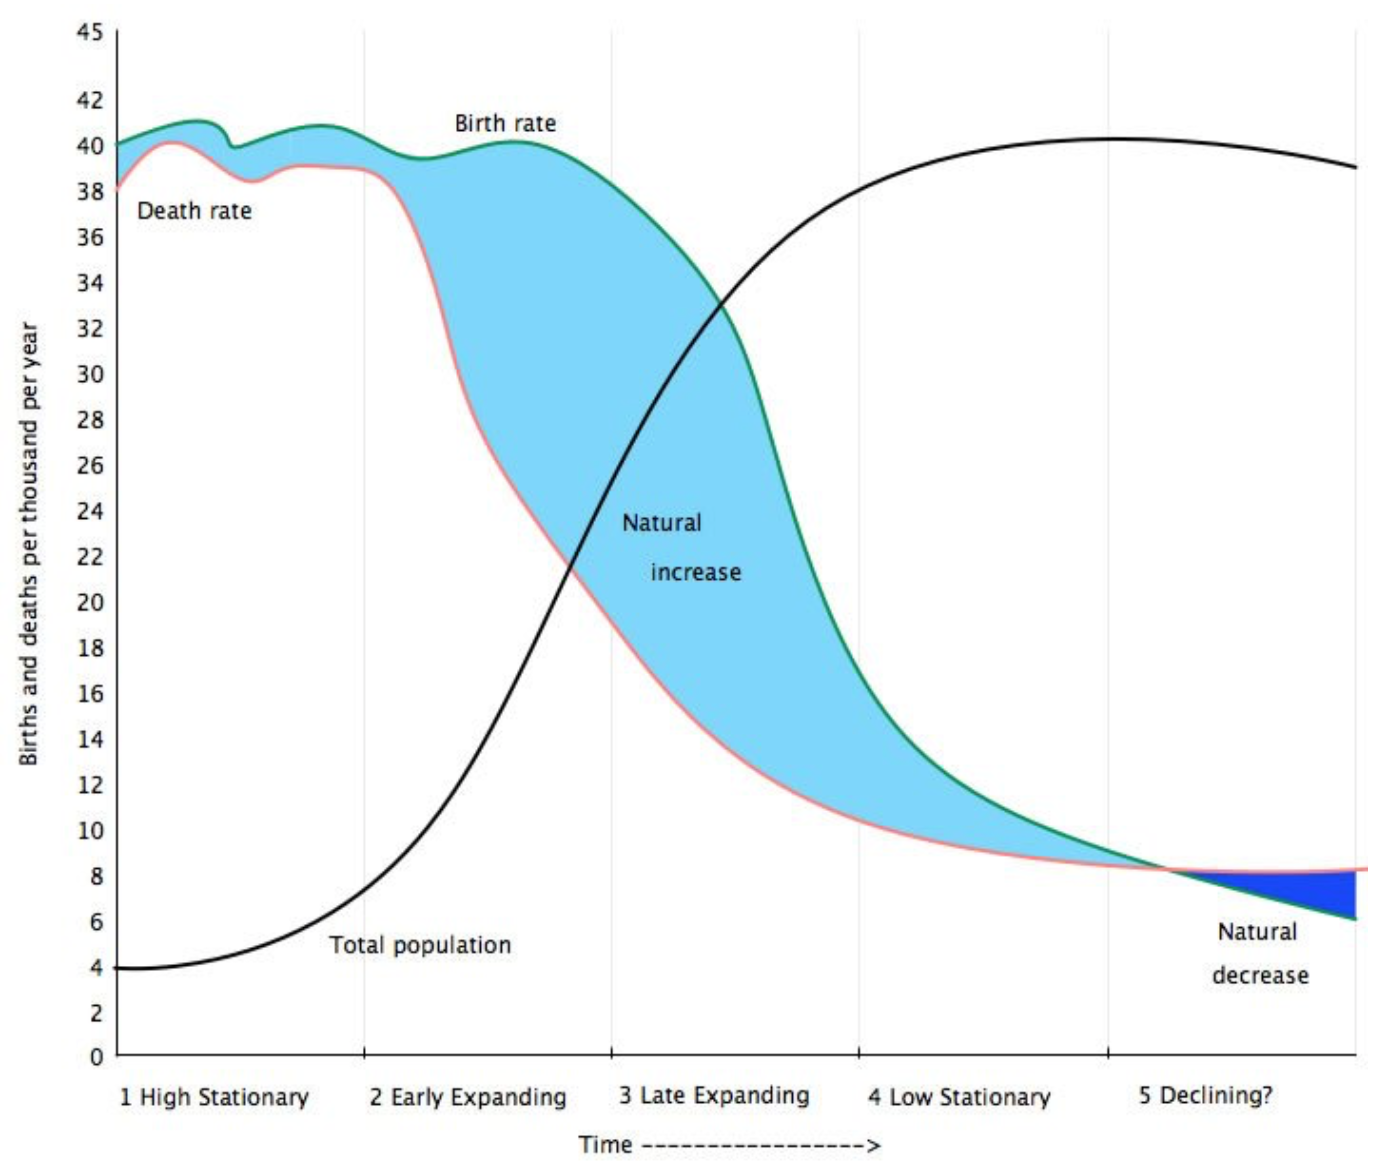 45
42
40
38
36
34
32
30
28
26
24
22
20
18
16
14
12
10
8
6
4
2
0
Births and deaths per thousand per year
Birth rate
Death rate
Natural
increase
Total population
Natural
decrease
1 High Stationary
2 Early Expanding
3 Late Expanding
4 Low Stationary
5 Declining?
Time ----------------->